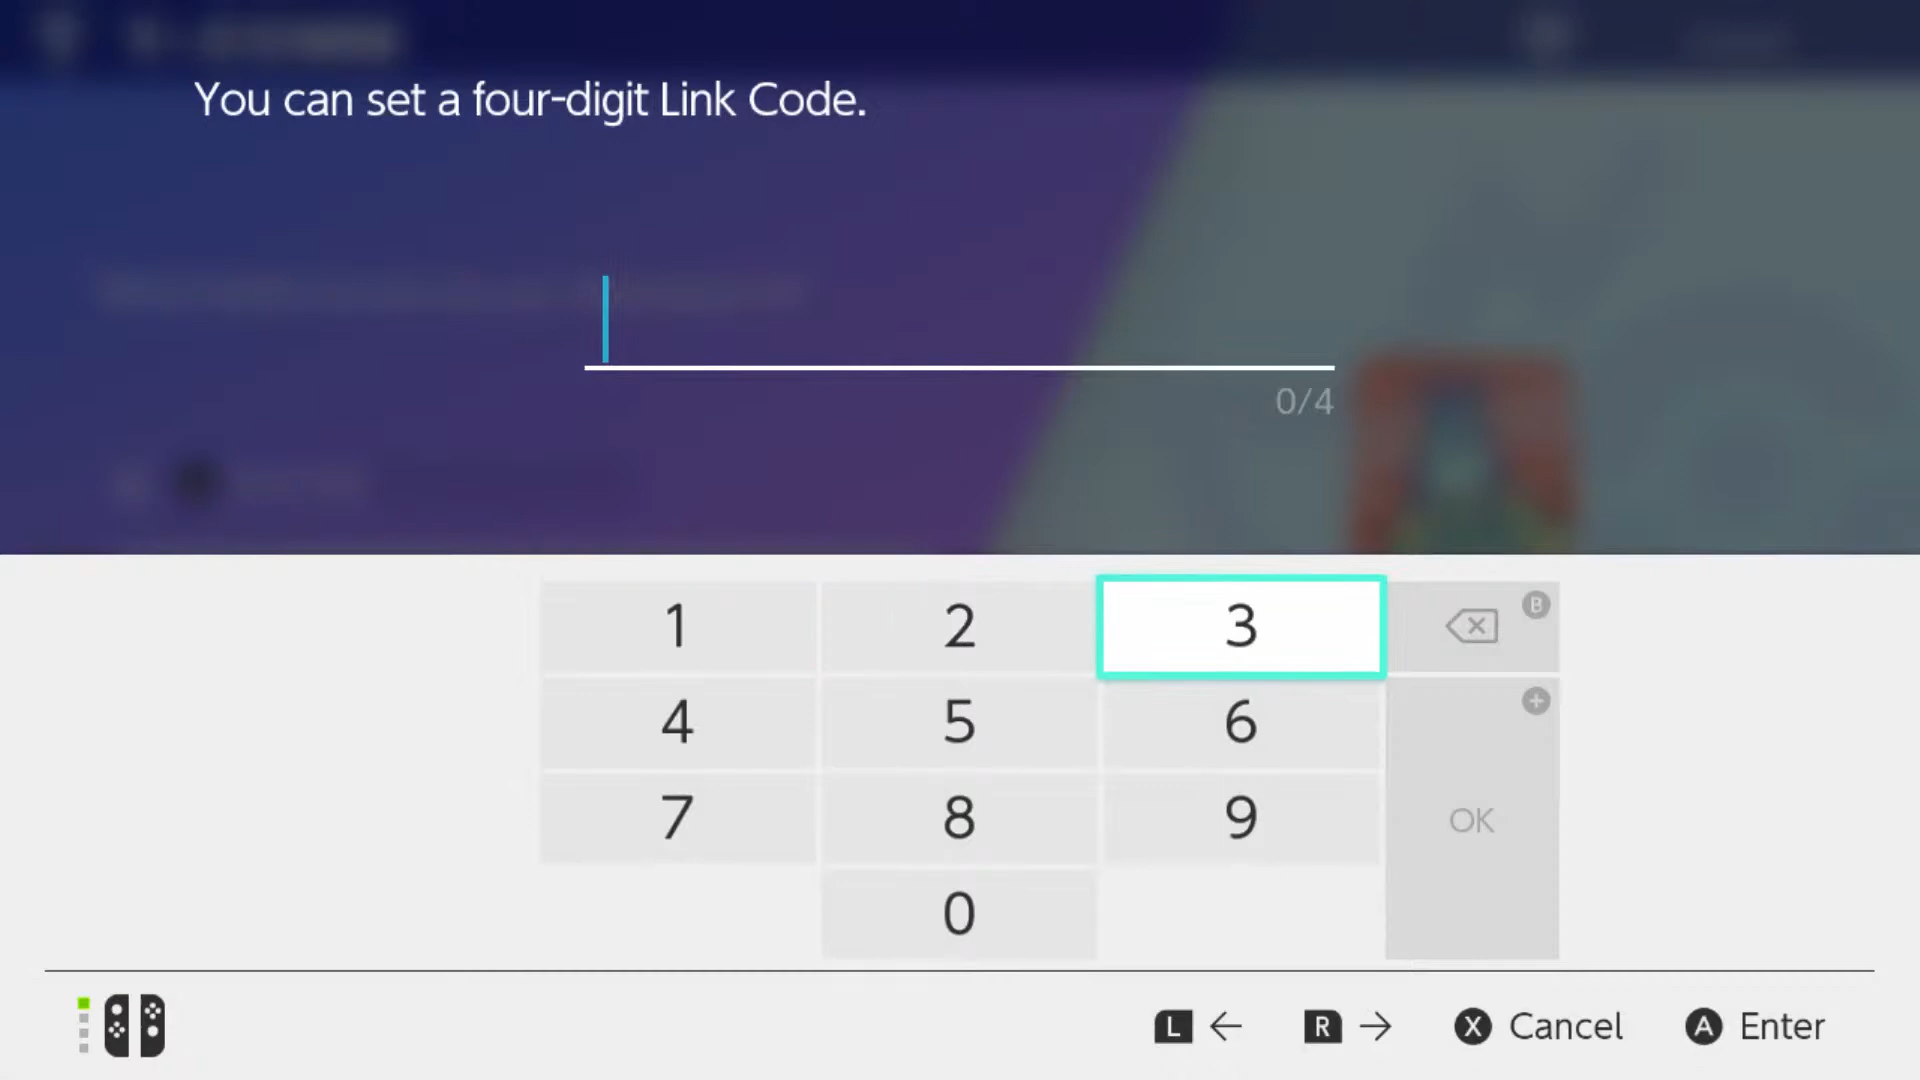 You can set a four-digit Link Code.
0/4
1 2 3 B
4 5 6 +
7 8 9 OK
0
L ← R → X Cancel A Enter